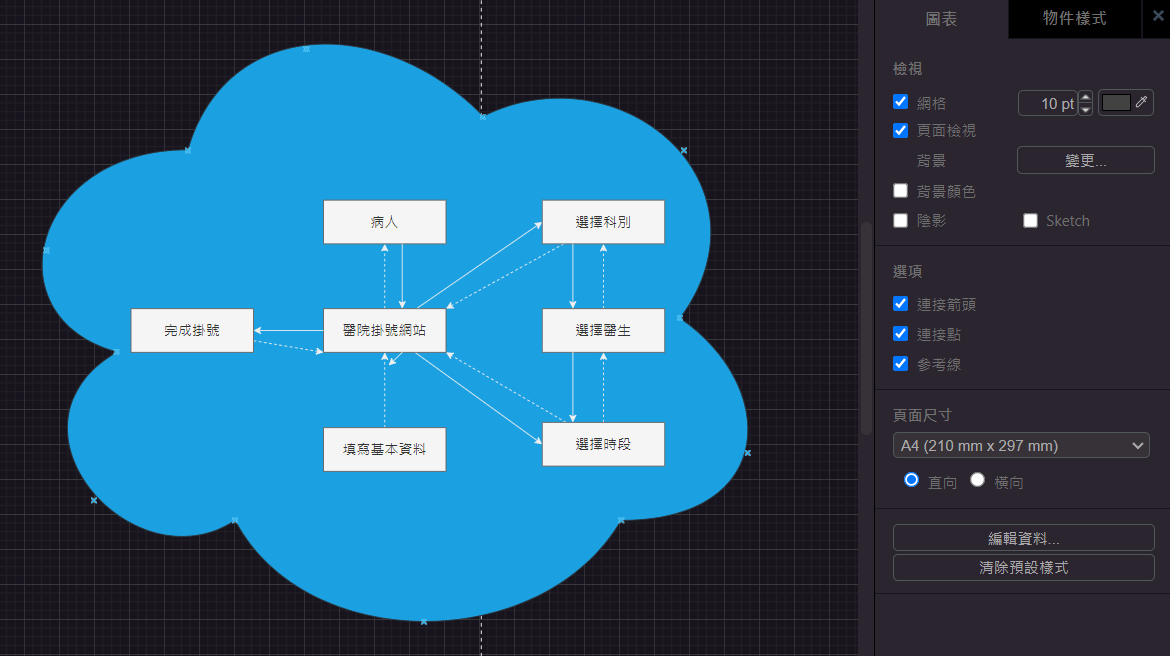 病人
選擇科別
完成掛號
醫院掛號網站
選擇醫生
填寫基本資料
選擇時段
圖表
物件樣式
檢視
網格
10 pt
頁面檢視
背景
變更...
背景顏色
陰影
Sketch
選項
連接箭頭
連接點
參考線
頁面尺寸
A4 (210 mm x 297 mm)
直向
橫向
編輯資料...
清除預設樣式